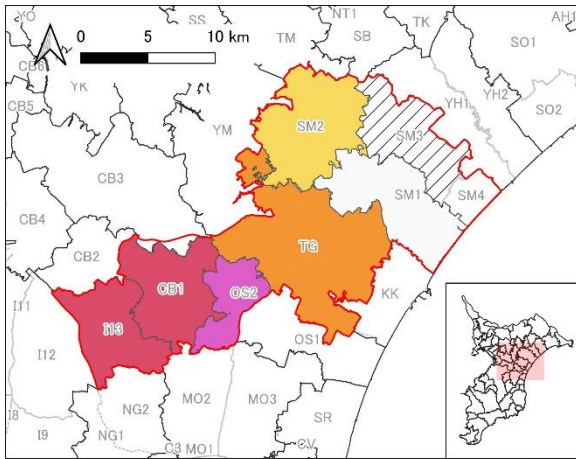 YO
SS
NT1
TK
AH1
0 5 10 km
TM
SB
SO1
CB6
YK
CB5
YH1
YH2
SO2
YM
SM2
SM3
CB3
SM1
SM4
CB4
TG
CB2
KK
I11
CB1
OS2
I13
OS1
I12
MO2
MO3
NG2
SR
I8
I9
NG1
C3
MO1
CV